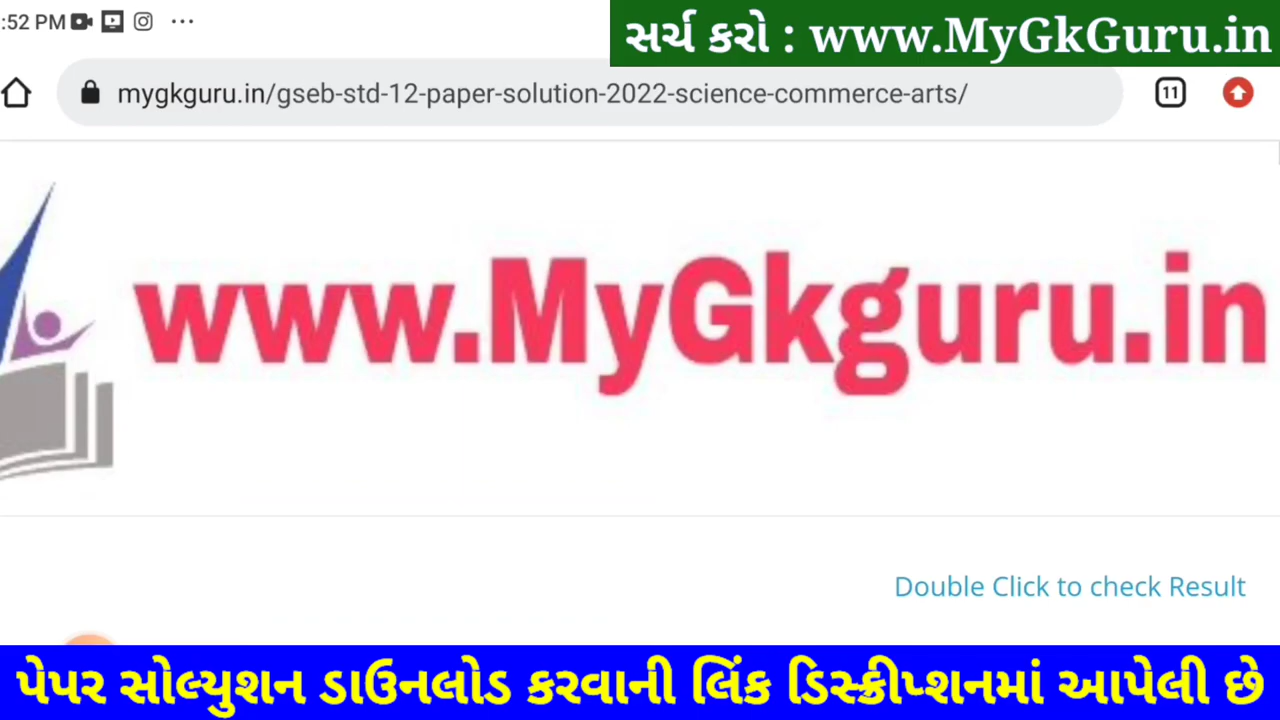 :52 PM
સર્ચ કરો : www.MyGkGuru.in
mygkguru.in/gseb-std-12-paper-solution-2022-science-commerce-arts/
11
www.MyGkguru.in
Double Click to check Result
પેપર સોલ્યુશન ડાઉનલોડ કરવાની લિંક ડિસ્ક્રીપ્શનમાં આપેલી છે